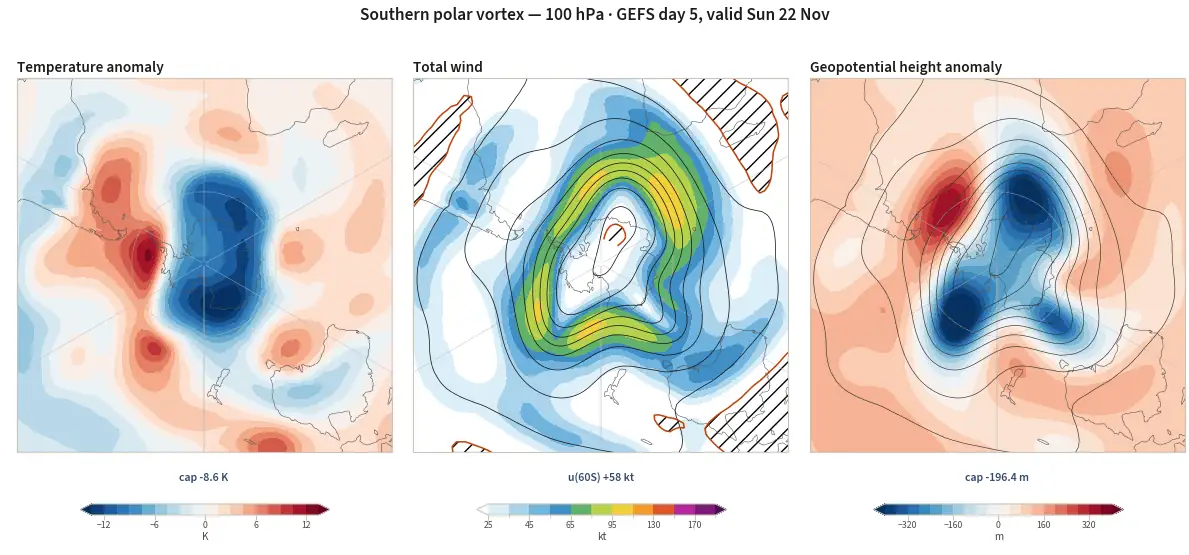 Southern polar vortex — 100 hPa · GEFS day 5, valid Sun 22 Nov
Temperature anomaly
Total wind
Geopotential height anomaly
cap -8.6 K
u(60S) +58 kt
cap -196.4 m
−12 −6 0 6 12
K
25 45 65 95 130 170
kt
−320 −160 0 160 320
m